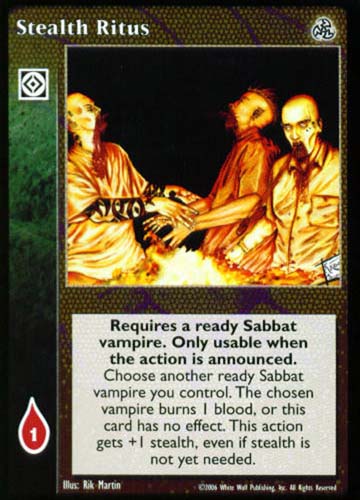 Stealth Ritus
Requires a ready Sabbat
vampire. Only usable when
the action is announced.
Choose another ready Sabbat
vampire you control. The chosen
vampire burns 1 blood, or this
card has no effect. This action
gets +1 stealth, even if stealth is
not yet needed.
1
Illus: Rik Martin
©2006 White Wolf Publishing, Inc. All Rights Reserved.